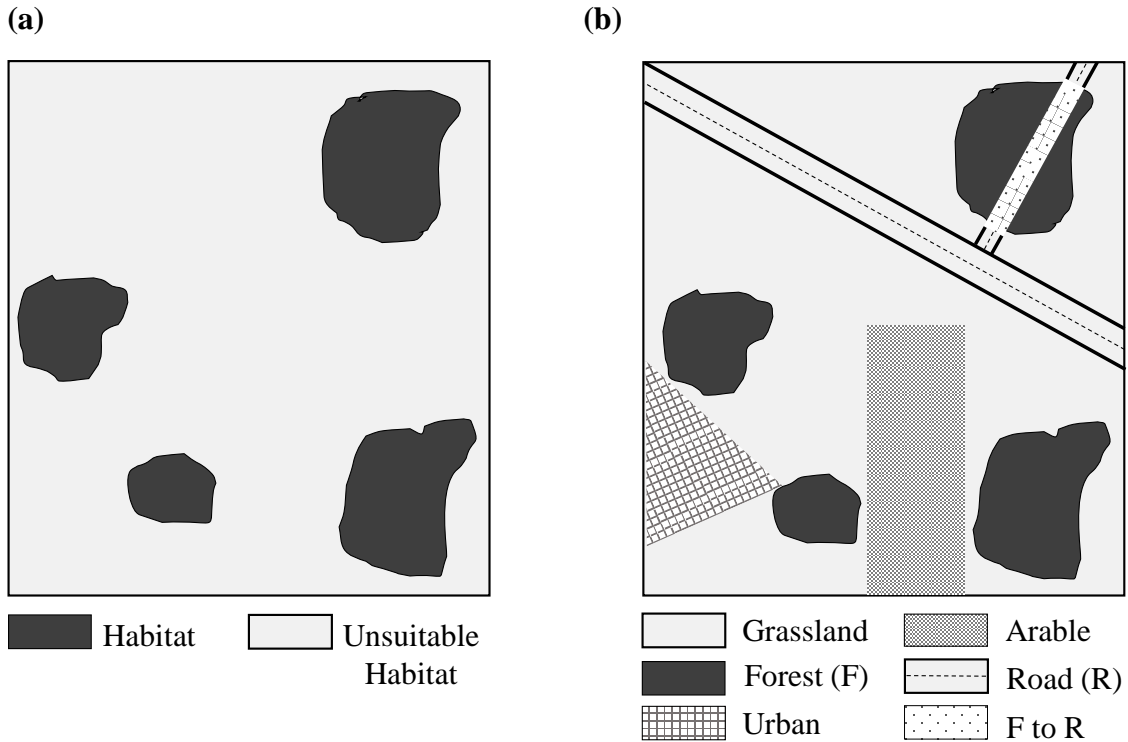 (a)
(b)
Habitat
Unsuitable
Habitat
Grassland
Arable
Forest (F)
Road (R)
Urban
F to R